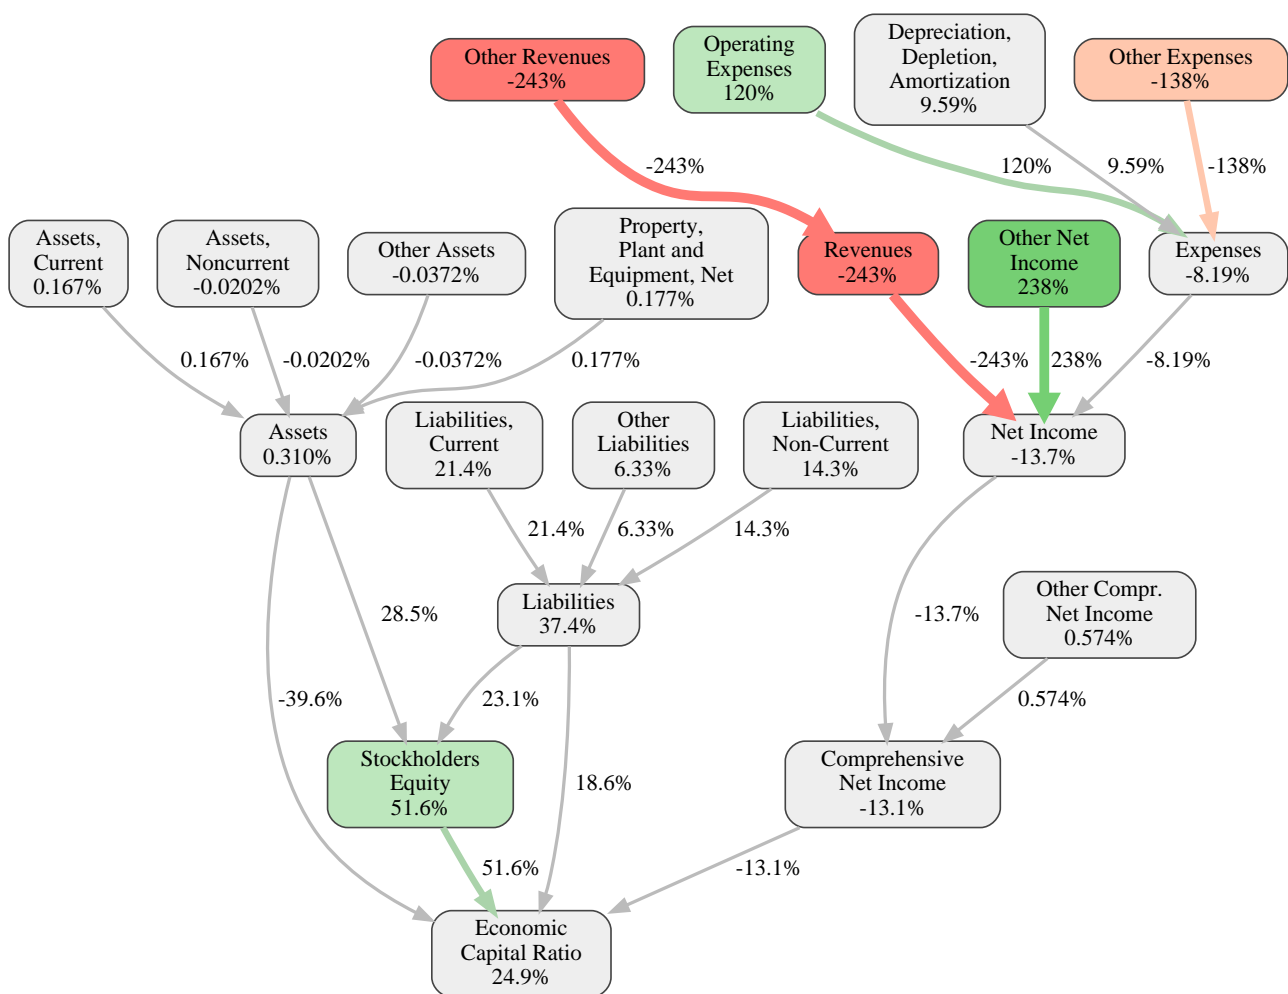 Other Revenues
-243%
Operating
Expenses
120%
Depreciation,
Depletion,
Amortization
9.59%
Other Expenses
-138%
-243%
120%
9.59%
-138%
Assets,
Current
0.167%
Assets,
Noncurrent
-0.0202%
Other Assets
-0.0372%
Property,
Plant and
Equipment, Net
0.177%
Revenues
-243%
Other Net
Income
238%
Expenses
-8.19%
0.167%
-0.0202%
-0.0372%
0.177%
-243%
238%
-8.19%
Assets
0.310%
Liabilities,
Current
21.4%
Other
Liabilities
6.33%
Liabilities,
Non-Current
14.3%
Net Income
-13.7%
21.4%
6.33%
14.3%
Liabilities
37.4%
Other Compr.
Net Income
0.574%
28.5%
-13.7%
-39.6%
23.1%
0.574%
Stockholders
Equity
51.6%
18.6%
Comprehensive
Net Income
-13.1%
51.6%
-13.1%
Economic
Capital Ratio
24.9%